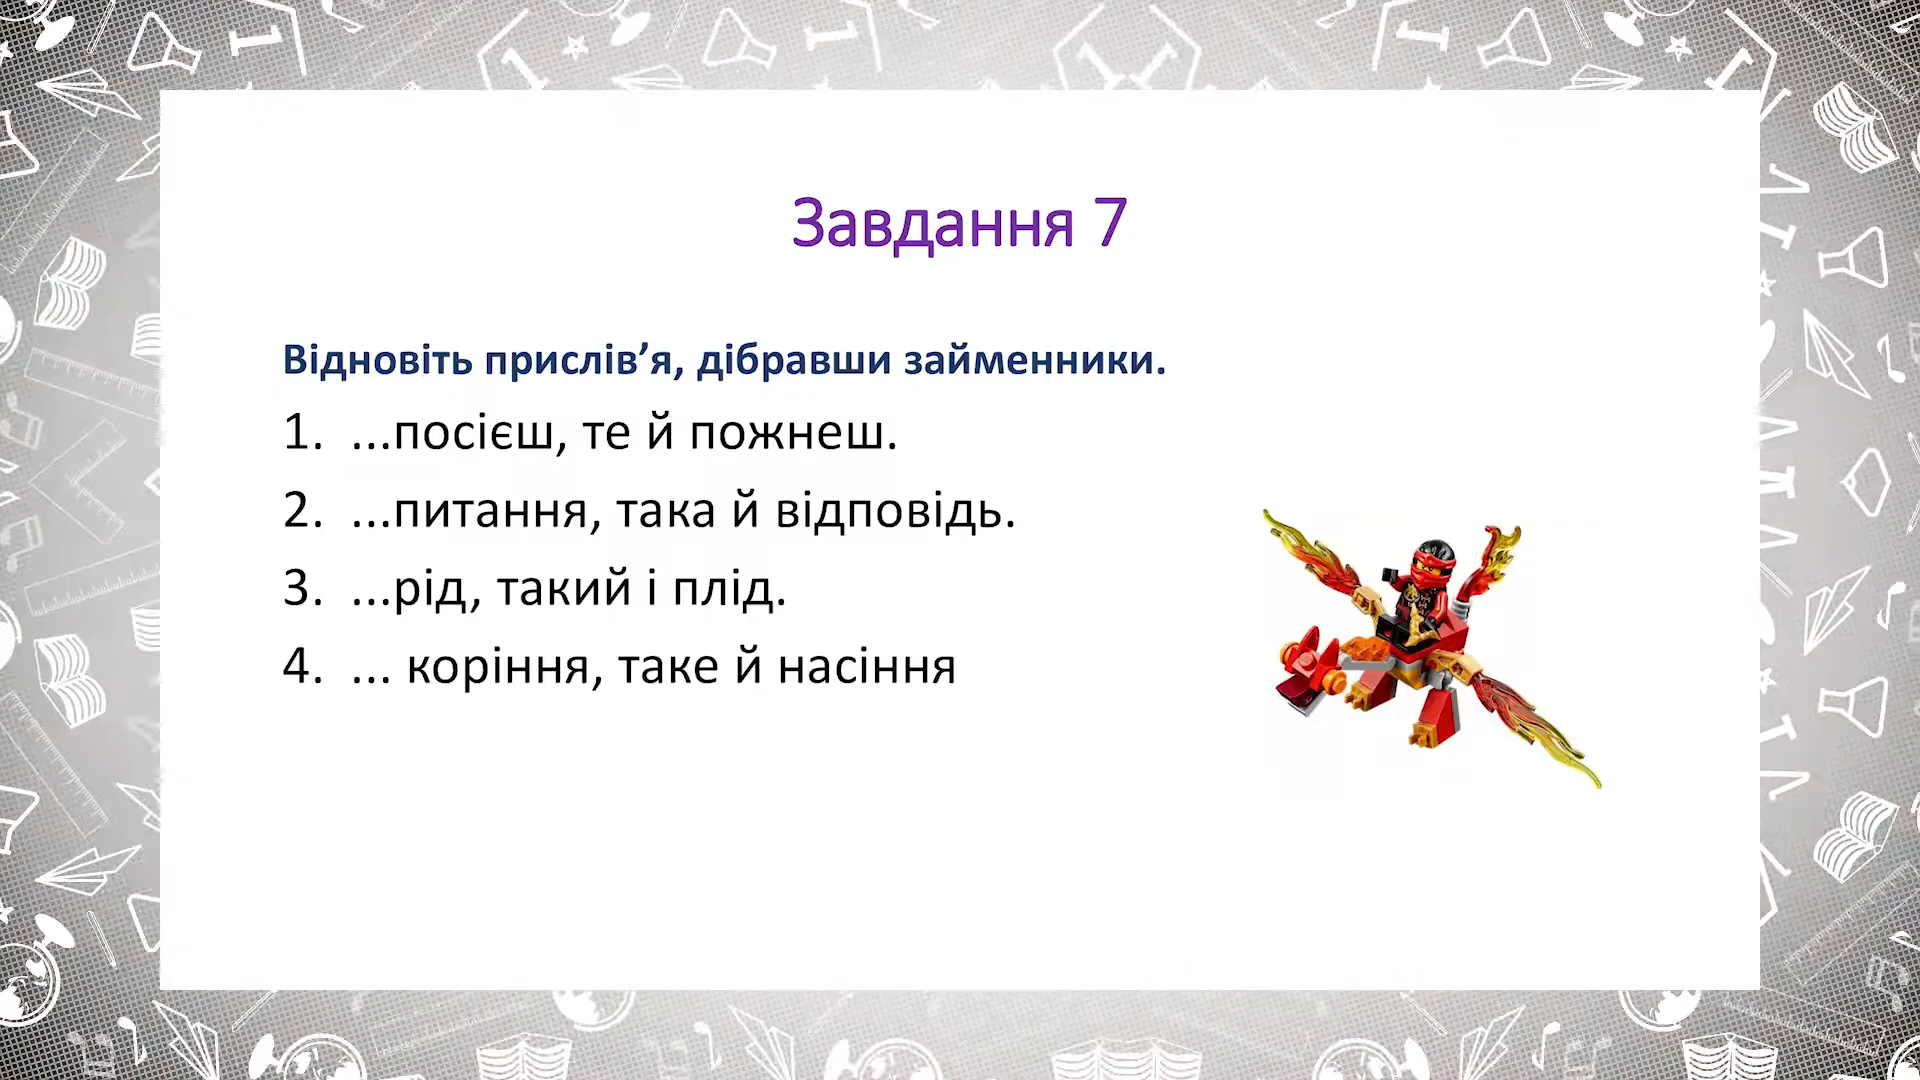 Завдання 7
Відновіть прислів’я, дібравши займенники.
1. ...посієш, те й пожнеш.
2. ...питання, така й відповідь.
3. ...рід, такий і плід.
4. ... коріння, таке й насіння